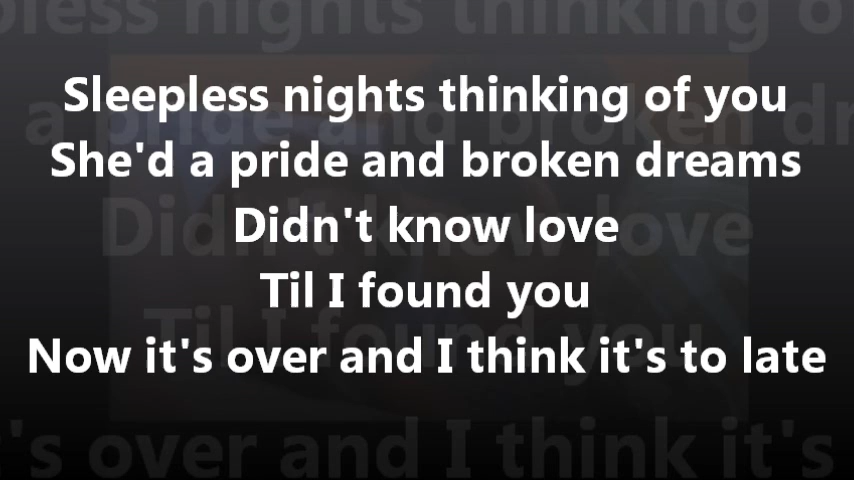 Sleepless nights thinking of you
She'd a pride and broken dreams
Didn't know love
Til I found you
Now it's over and I think it's to late